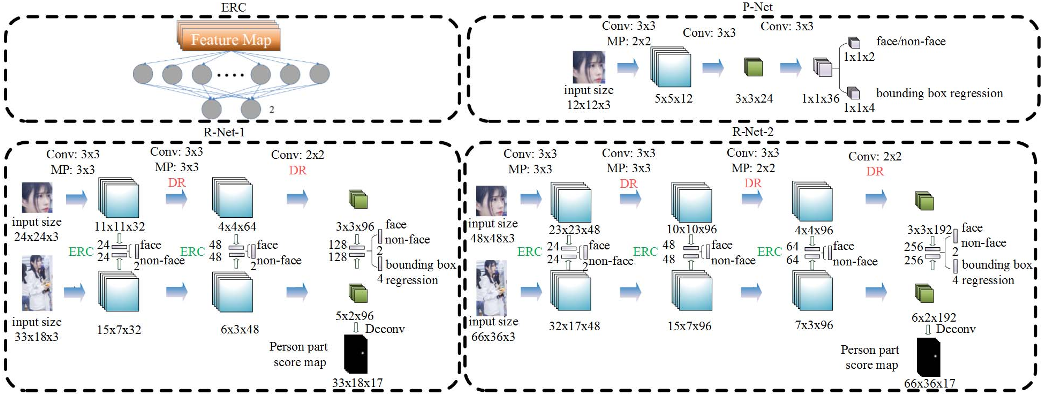 ERC
Feature Map
2
P-Net
Conv: 3x3
MP: 2x2
Conv: 3x3
Conv: 3x3
face/non-face
1x1x2
bounding box regression
1x1x4
input size
12x12x3
5x5x12
3x3x24
1x1x36
R-Net-1
Conv: 3x3
MP: 3x3
Conv: 3x3
MP: 3x3
DR
Conv: 2x2
DR
input size
24x24x3
11x11x32
4x4x64
3x3x96
ERC
24
24
face
non-face
2
ERC
48
48
face
non-face
2
128
128
face
non-face
2
bounding box
4 regression
input size
33x18x3
15x7x32
6x3x48
5x2x96
Deconv
Person part
score map
33x18x17
R-Net-2
Conv: 3x3
MP: 3x3
Conv: 3x3
MP: 3x3
DR
Conv: 3x3
MP: 2x2
DR
Conv: 2x2
DR
input size
48x48x3
23x23x48
10x10x96
4x4x96
3x3x192
ERC
24
24
face
non-face
2
ERC
48
48
face
non-face
2
ERC
64
64
face
non-face
2
256
256
face
non-face
2
bounding box
4 regression
input size
66x36x3
32x17x48
15x7x96
7x3x96
6x2x192
Deconv
Person part
score map
66x36x17